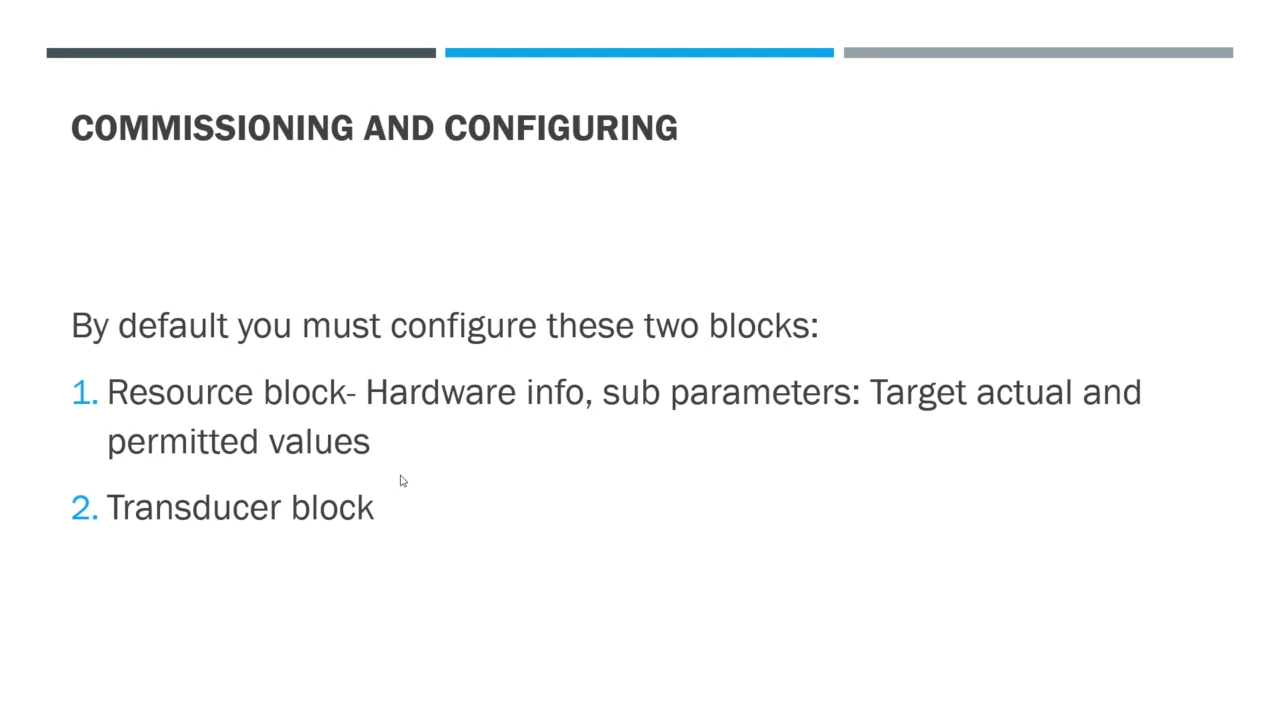 COMMISSIONING AND CONFIGURING
By default you must configure these two blocks:
1. Resource block- Hardware info, sub parameters: Target actual and
permitted values
2. Transducer block